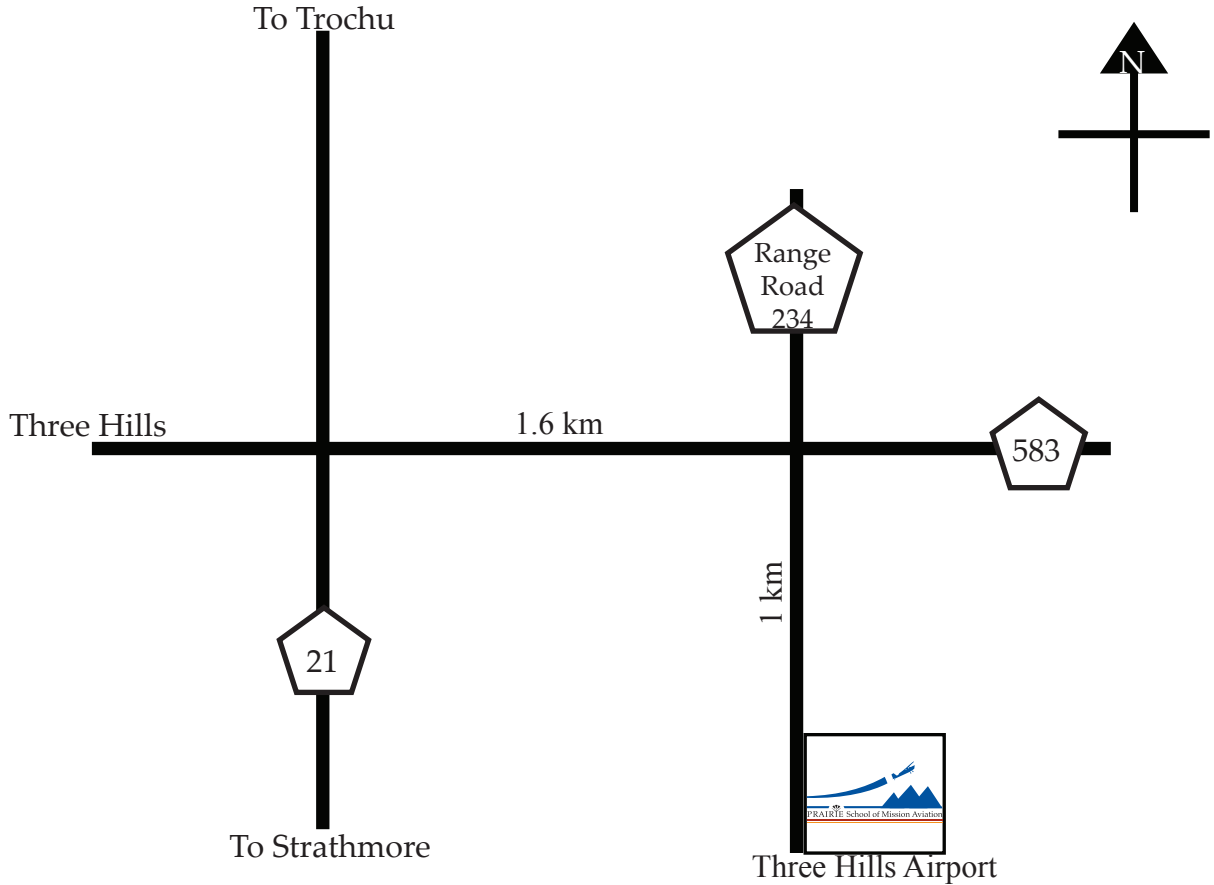 To Trochu
N
Range
Road
234
Three Hills
1.6 km
583
1 km
21
PRAIRIE School of Mission Aviation
To Strathmore
Three Hills Airport